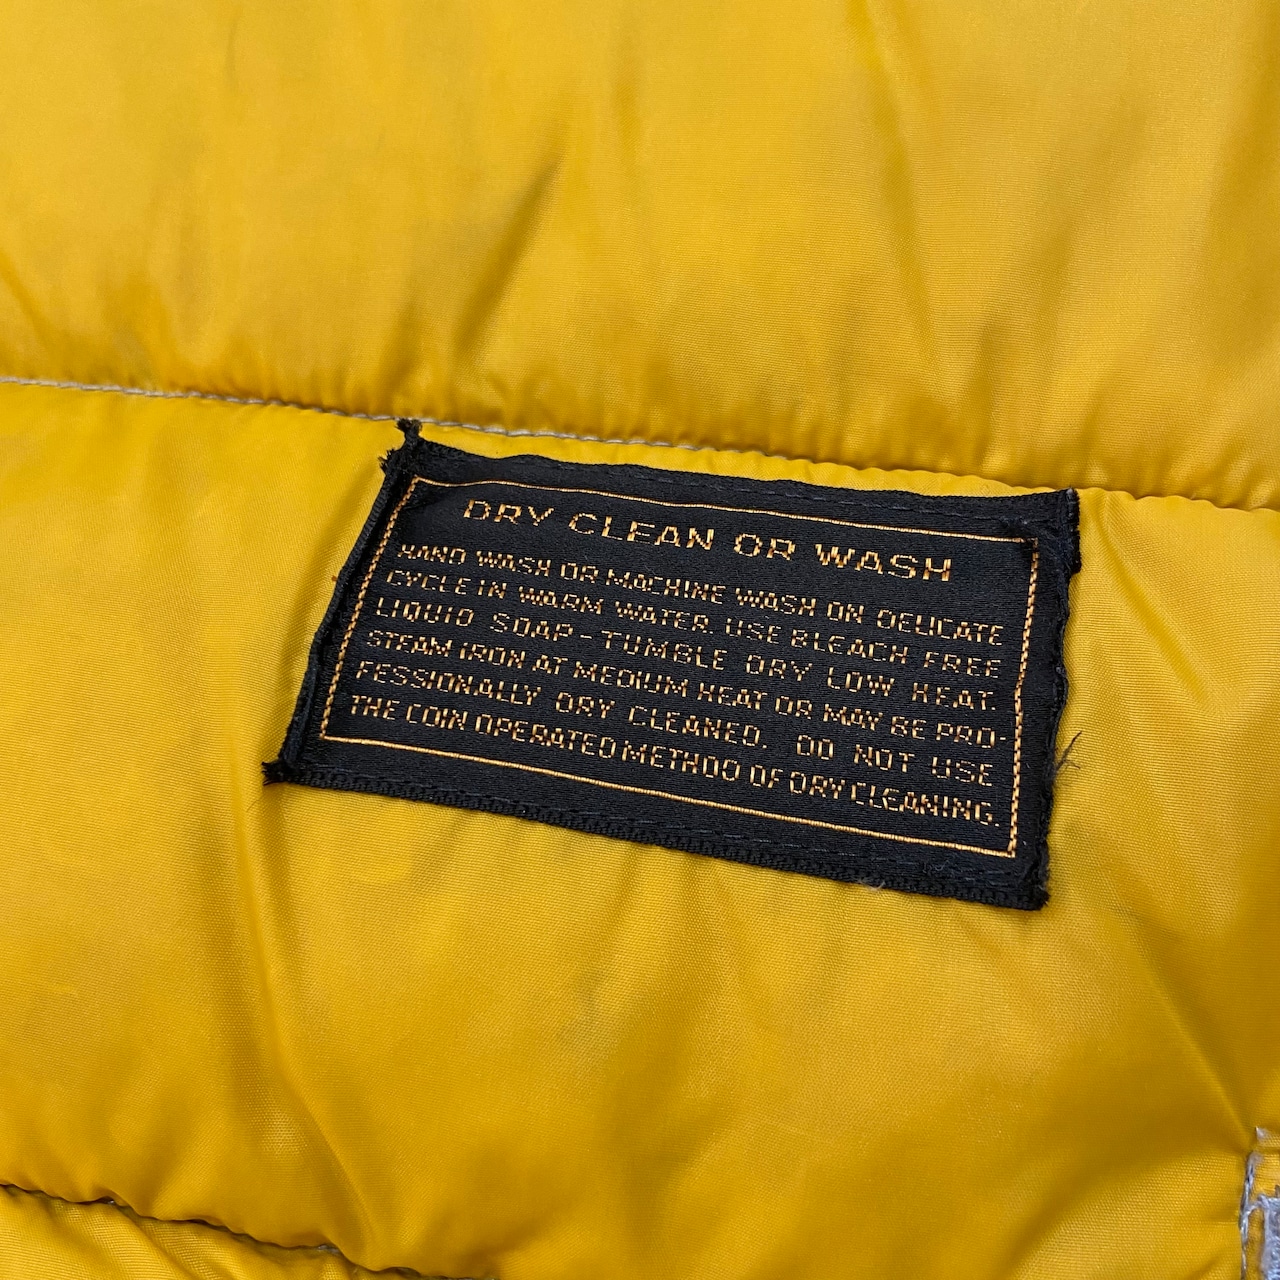 DRY CLEAN OR WASH
HAND WASH OR MACHINE WASH ON DELICATE
CYCLE IN WARM WATER. USE BLEACH FREE
LIQUID SOAP - TUMBLE DRY LOW HEAT.
STEAM IRON AT MEDIUM HEAT OR MAY BE PRO-
FESSIONALLY DRY CLEANED. DO NOT USE
THE COIN OPERATED METHOD OF DRY CLEANING.